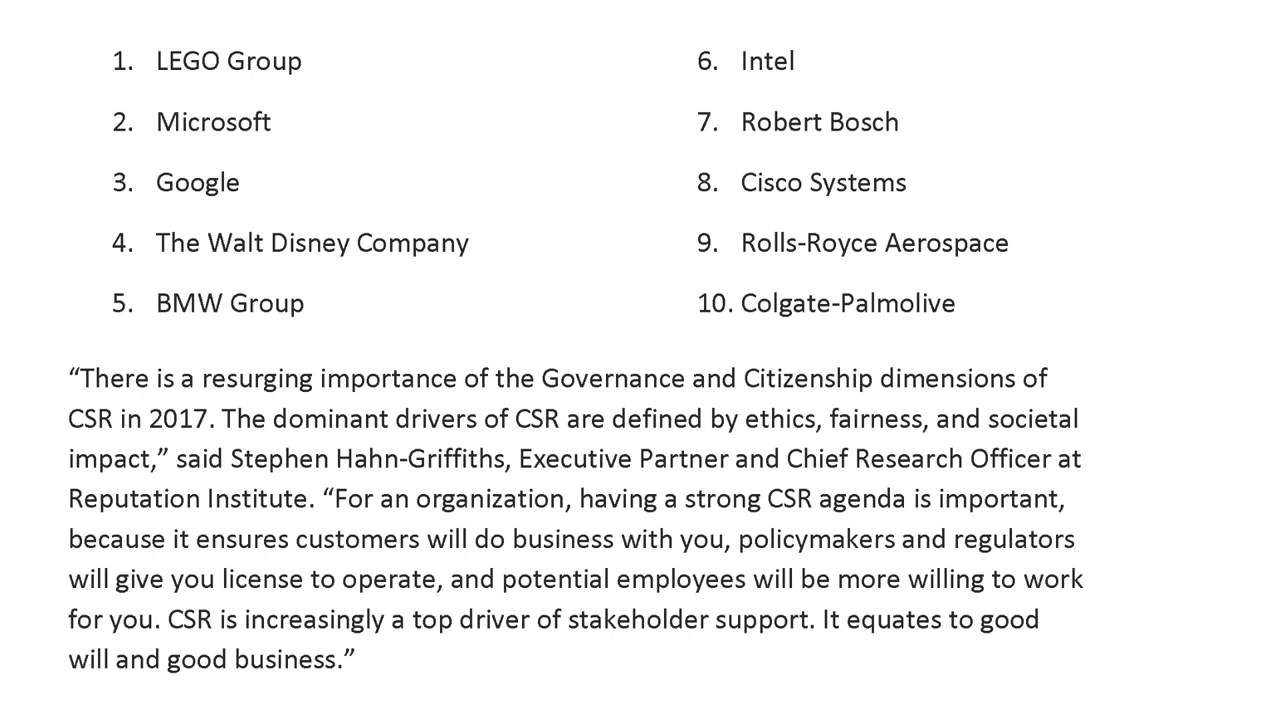 1. LEGO Group
2. Microsoft
3. Google
4. The Walt Disney Company
5. BMW Group
6. Intel
7. Robert Bosch
8. Cisco Systems
9. Rolls-Royce Aerospace
10. Colgate-Palmolive
“There is a resurging importance of the Governance and Citizenship dimensions of
CSR in 2017. The dominant drivers of CSR are defined by ethics, fairness, and societal
impact,” said Stephen Hahn-Griffiths, Executive Partner and Chief Research Officer at
Reputation Institute. “For an organization, having a strong CSR agenda is important,
because it ensures customers will do business with you, policymakers and regulators
will give you license to operate, and potential employees will be more willing to work
for you. CSR is increasingly a top driver of stakeholder support. It equates to good
will and good business.”